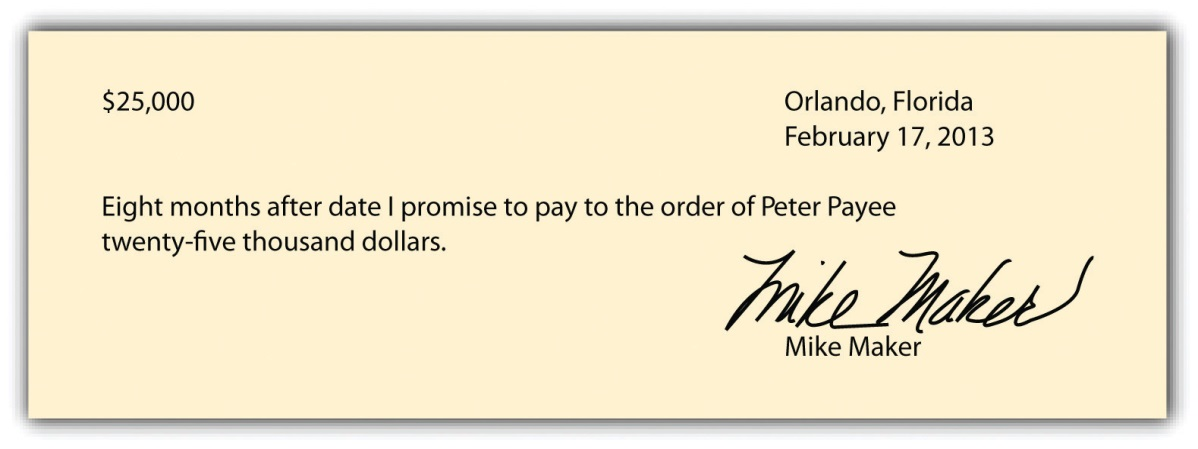 $25,000
Orlando, Florida
February 17, 2013
Eight months after date I promise to pay to the order of Peter Payee
twenty-five thousand dollars.
Mike Maker
Mike Maker